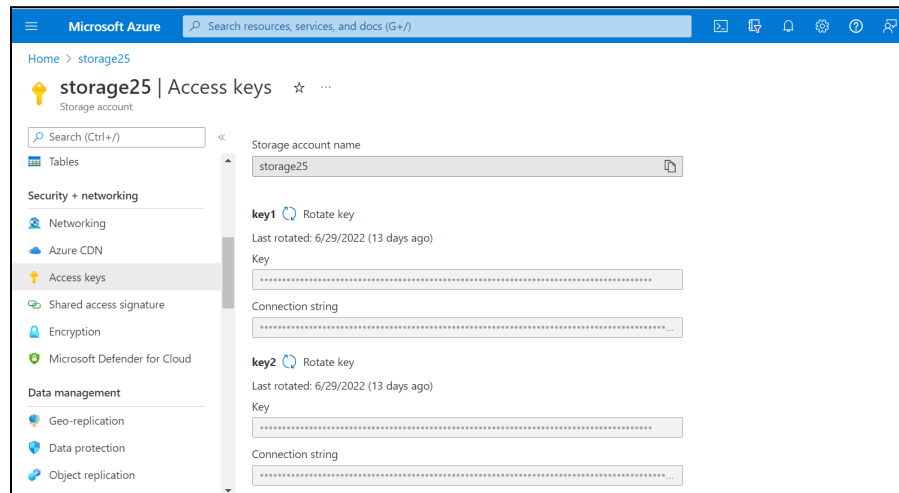 Microsoft Azure
Search resources, services, and docs (G+/)
Home > storage25
storage25 | Access keys
Storage account
Search (Ctrl+/)
Tables
Security + networking
Networking
Azure CDN
Access keys
Shared access signature
Encryption
Microsoft Defender for Cloud
Data management
Geo-replication
Data protection
Object replication
Storage account name
storage25
key1 Rotate key
Last rotated: 6/29/2022 (13 days ago)
Key
Connection string
key2 Rotate key
Last rotated: 6/29/2022 (13 days ago)
Key
Connection string